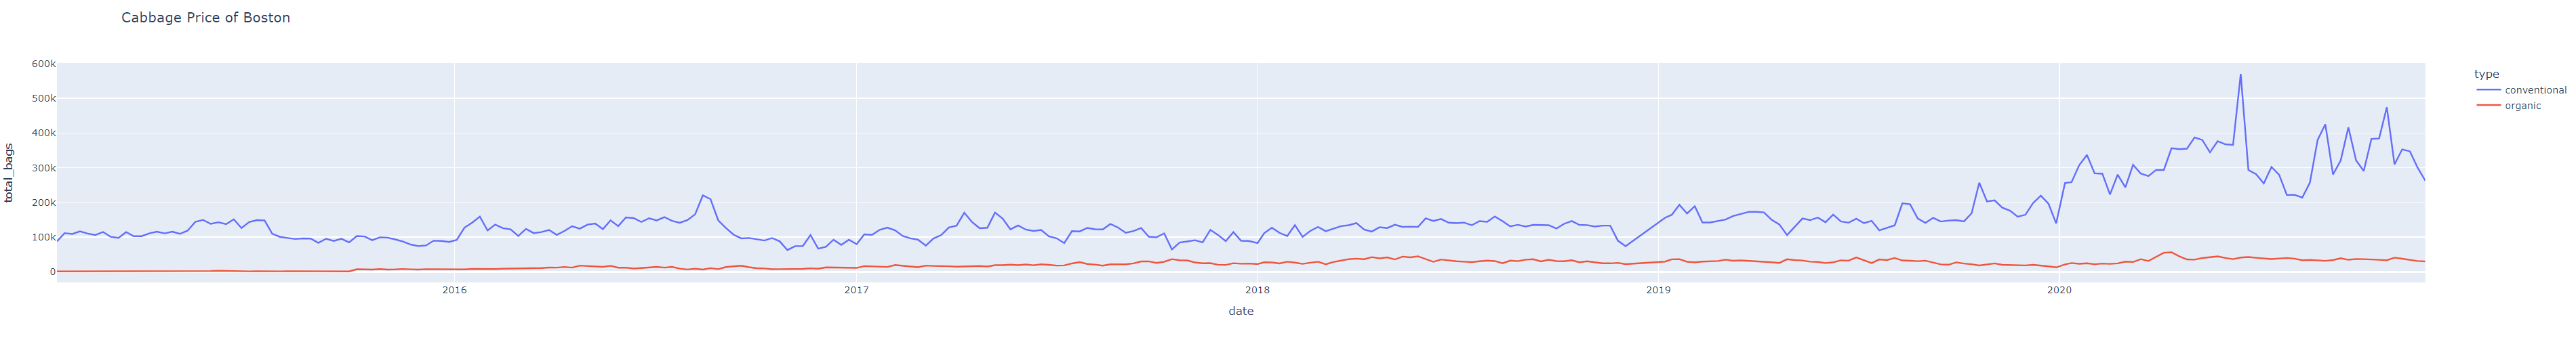 Cabbage Price of Boston
600k
500k
400k
300k
200k
100k
0
total_bags
2016
2017
2018
2019
2020
date
type
conventional
organic